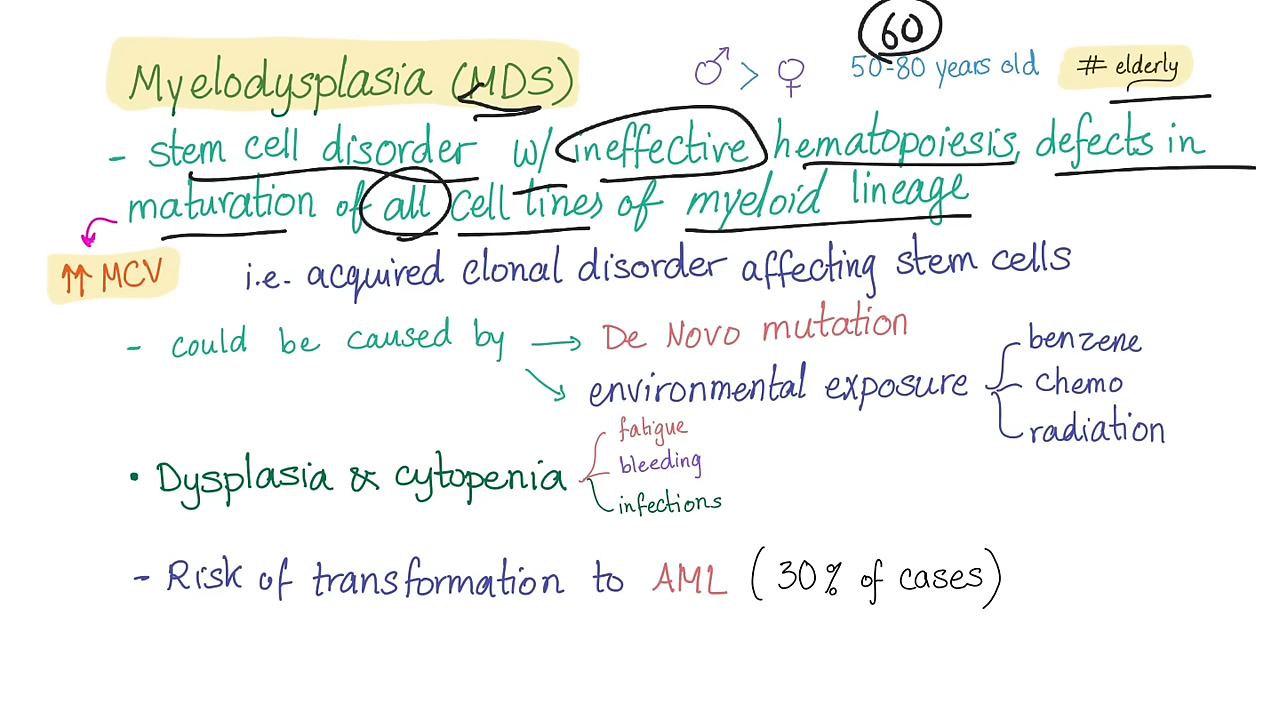 60
Myelodysplasia (MDS) ♂ > ♀ 50-80 years old # elderly
- stem cell disorder w/ ineffective hematopoiesis, defects in
maturation of all cell lines of myeloid lineage
↑↑ MCV i.e. acquired clonal disorder affecting stem cells
- could be caused by → De Novo mutation
↘ environmental exposure
benzene
chemo
radiation
• Dysplasia & cytopenia
fatigue
bleeding
infections
- Risk of transformation to AML (30% of cases)